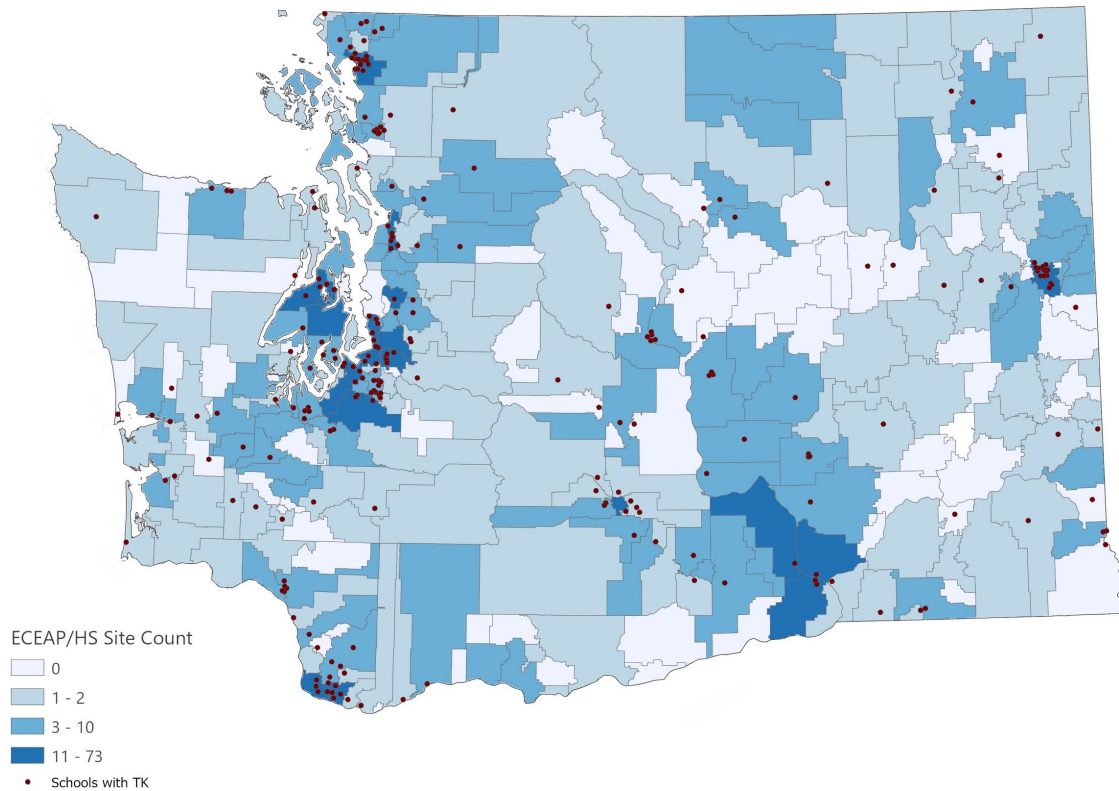 ECEAP/HS Site Count
0
1 - 2
3 - 10
11 - 73
Schools with TK